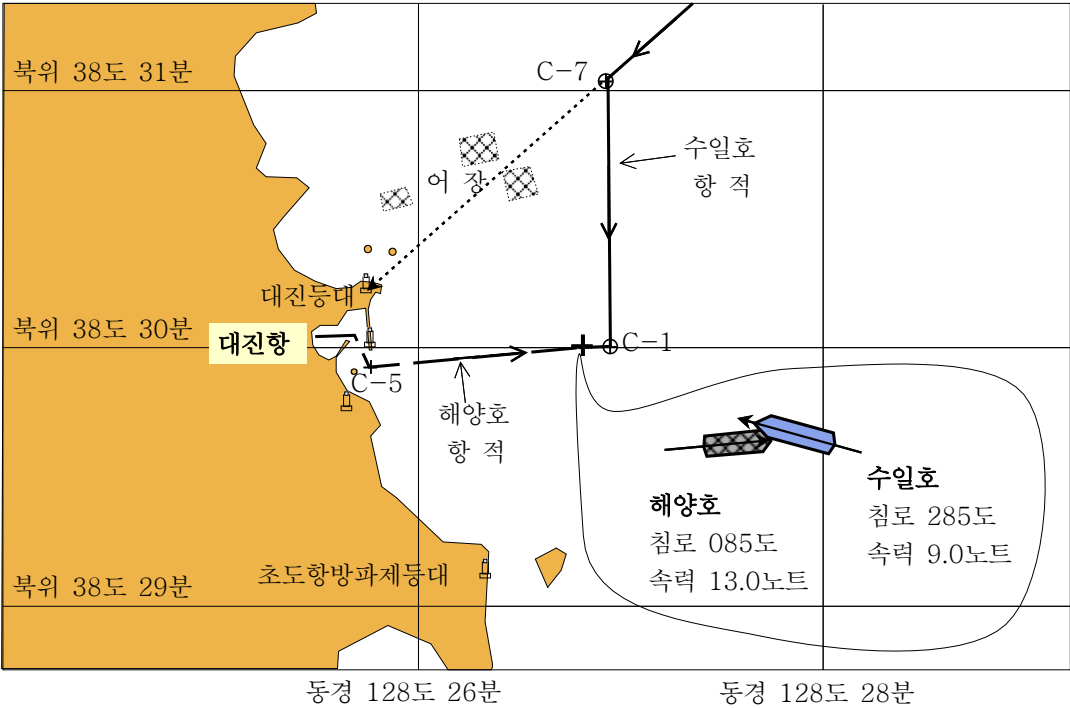 북위 38도 31분
C-7
수일호
항 적
어 장
대진등대
북위 38도 30분
대진항
C-1
C-5
해양호
항 적
수일호
침로 285도
속력 9.0노트
해양호
침로 085도
속력 13.0노트
초도항방파제등대
북위 38도 29분
동경 128도 26분
동경 128도 28분